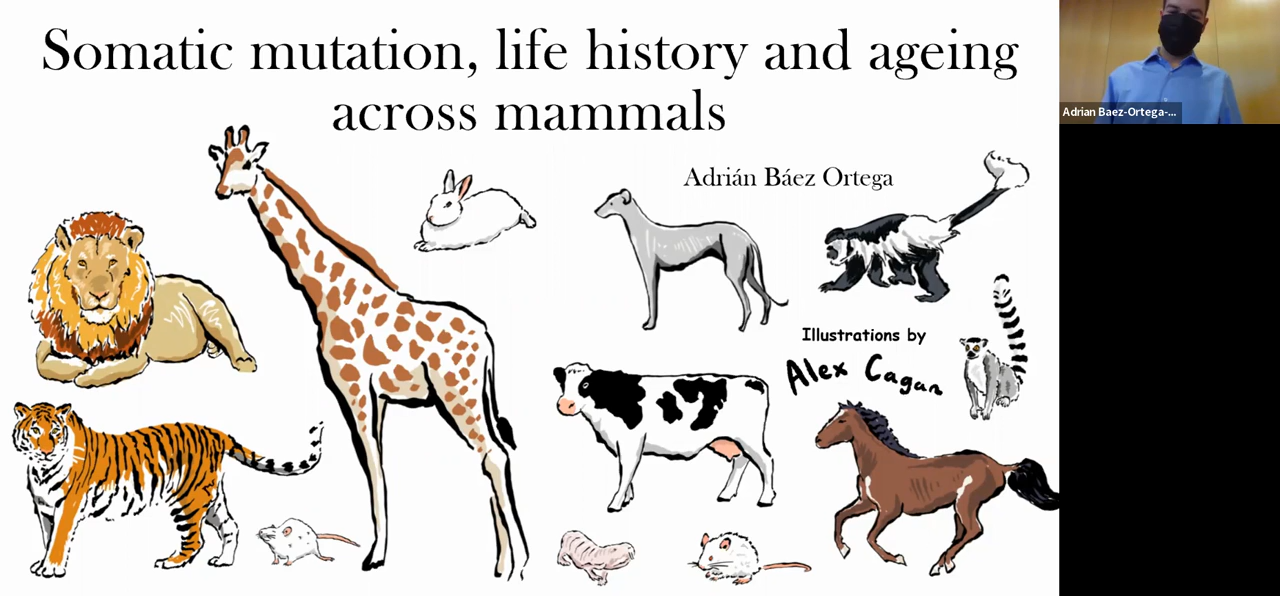 Somatic mutation, life history and ageing
across mammals
Adrián Báez Ortega
Illustrations by
Alex Cagan
Adrian Baez-Ortega-...